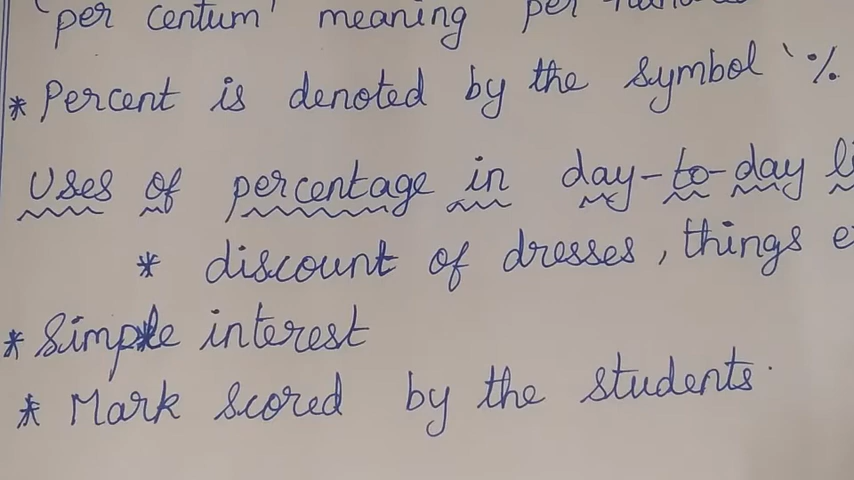 'per centum' meaning per
* Percent is denoted by the symbol '%
Uses of percentage in day-to-day
* discount of dresses, things
* Simple interest
* Mark scored by the students.